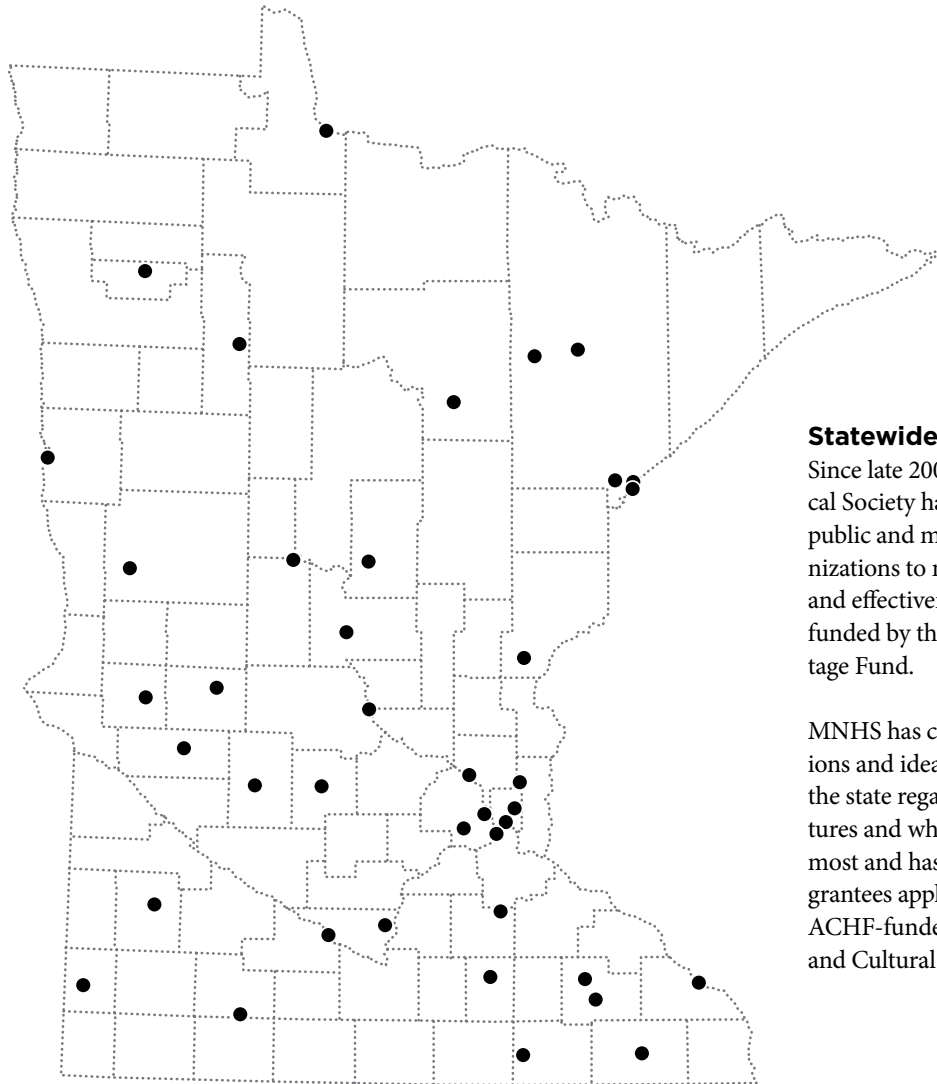 Statewide
Since late 200
cal Society ha
public and m
nizations to r
and effective
funded by th
tage Fund.
MNHS has c
ions and idea
the state rega
tures and wh
most and has
grantees appl
ACHF-funde
and Cultural